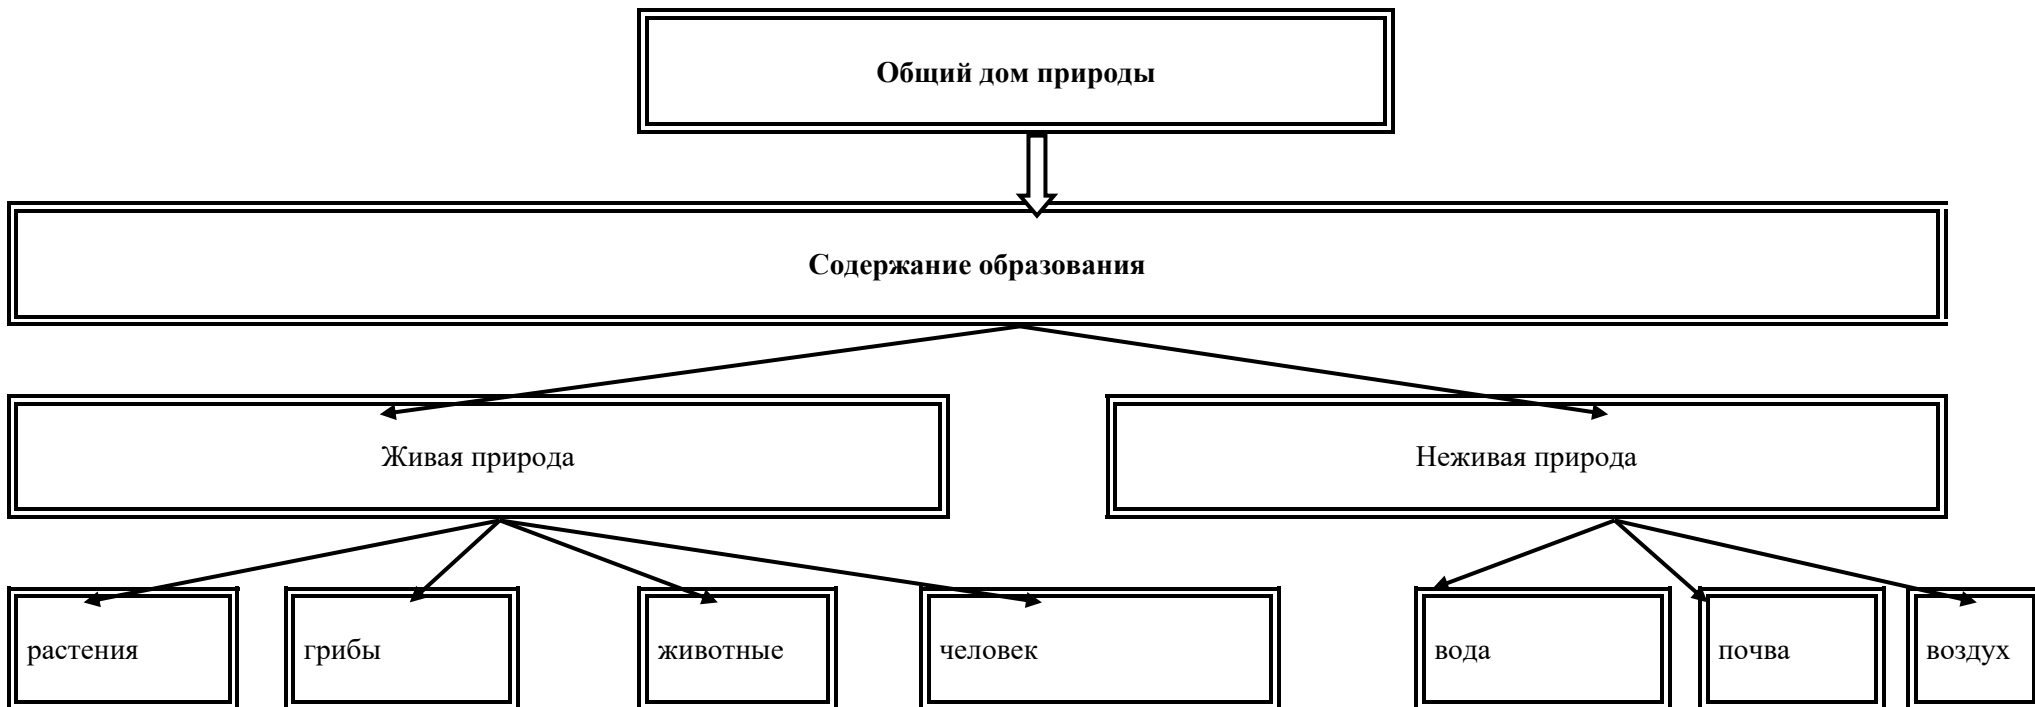 Общий дом природы
Содержание образования
Живая природа
Неживая природа
растения
грибы
животные
человек
вода
почва
воздух